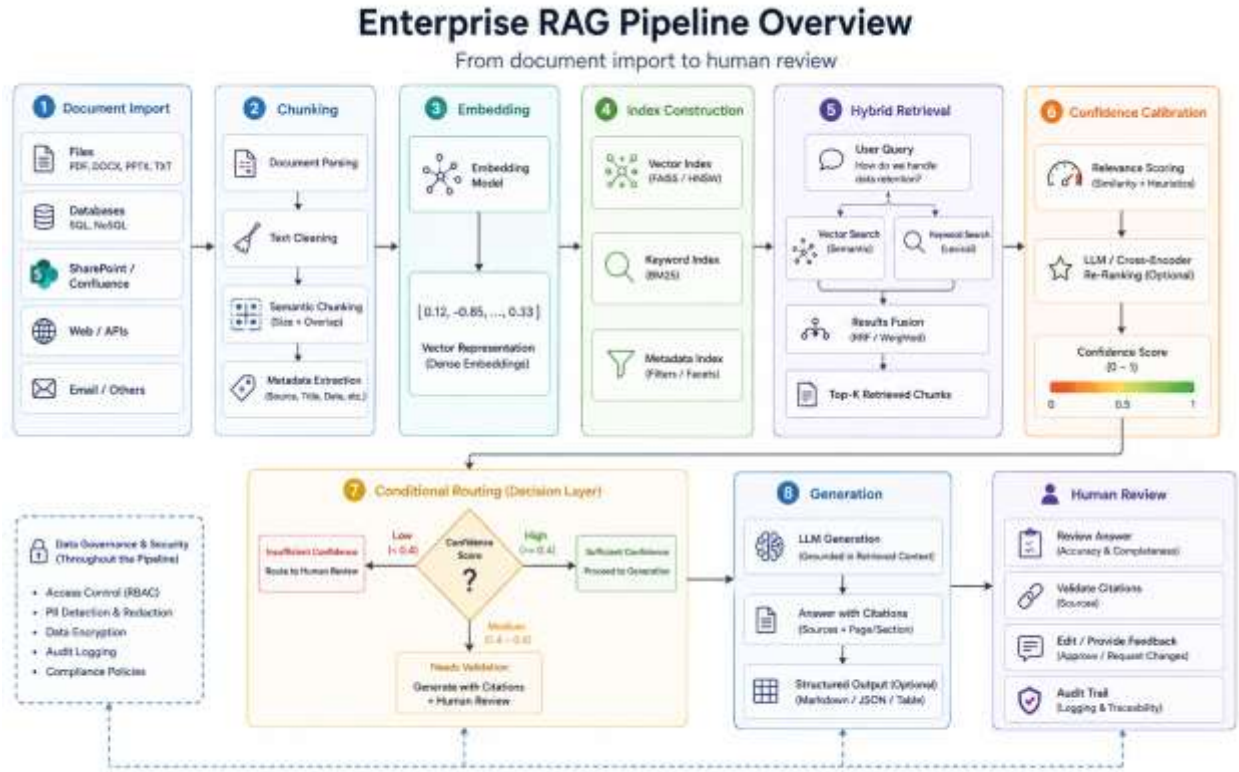 Enterprise RAG Pipeline Overview
From document import to human review
1 Document Import
Files
PDF, DOCX, PPTX, TXT
Databases
SQL, NoSQL
SharePoint /
Confluence
Web / APIs
Email / Others
2 Chunking
Document Parsing
Text Cleaning
Semantic Chunking
(Size + Overlap)
Metadata Extraction
(Source, Title, Date, etc.)
3 Embedding
Embedding
Model
[ 0.12, -0.85, ..., 0.33 ]
Vector Representation
(Dense Embeddings)
4 Index Construction
Vector Index
(FAISS / HNSW)
Keyword Index
(BM25)
Metadata Index
(Filters / Facets)
5 Hybrid Retrieval
User Query
How do we handle
data retention?
Vector Search
(Semantic)
Keyword Search
(Lexical)
Results Fusion
(RRF / Weighted)
Top-K Retrieved Chunks
6 Confidence Calibration
Relevance Scoring
(Similarity + Heuristics)
LLM / Cross-Encoder
Re-Ranking (Optional)
Confidence Score
(0 – 1)
0 0.5 1
7 Conditional Routing (Decision Layer)
Insufficient Confidence
Route to Human Review
Low
Confidence
Score
?
High
Sufficient Confidence
Proceed to Generation
Medium
Needs Validation
Generate with Citations
+ Human Review
8 Generation
LLM Generation
(Grounded in Retrieved Context)
Answer with Citations
(Sources + Page/Section)
Structured Output (Optional)
(Markdown / JSON / Table)
Human Review
Review Answer
(Accuracy & Completeness)
Validate Citations
(Sources)
Edit / Provide Feedback
(Approve / Request Changes)
Audit Trail
(Logging & Traceability)
Data Governance & Security
(Throughout the Pipeline)
• Access Control (RBAC)
• PII Detection & Redaction
• Data Encryption
• Audit Logging
• Compliance Policies